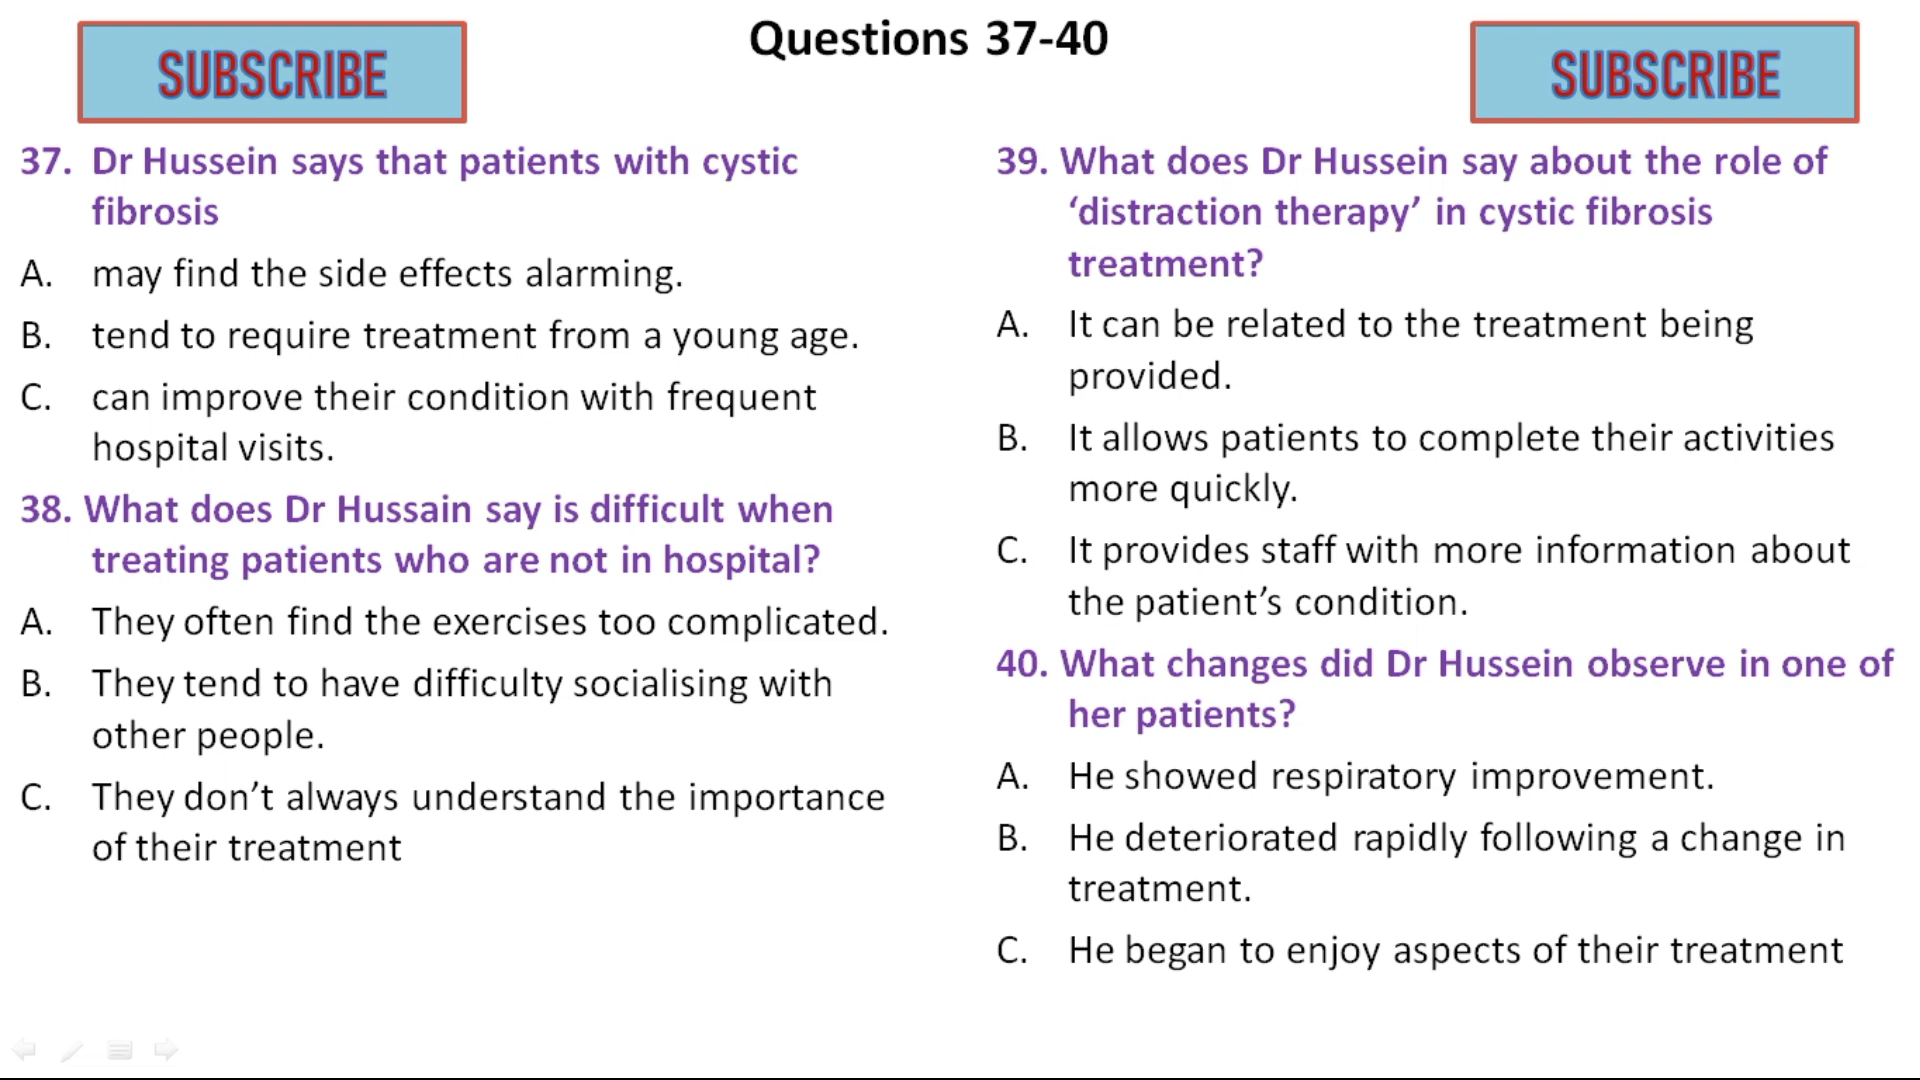 SUBSCRIBE
Questions 37-40
SUBSCRIBE
37. Dr Hussein says that patients with cystic
fibrosis
A. may find the side effects alarming.
B. tend to require treatment from a young age.
C. can improve their condition with frequent
hospital visits.
38. What does Dr Hussain say is difficult when
treating patients who are not in hospital?
A. They often find the exercises too complicated.
B. They tend to have difficulty socialising with
other people.
C. They don’t always understand the importance
of their treatment
39. What does Dr Hussein say about the role of
‘distraction therapy’ in cystic fibrosis
treatment?
A. It can be related to the treatment being
provided.
B. It allows patients to complete their activities
more quickly.
C. It provides staff with more information about
the patient’s condition.
40. What changes did Dr Hussein observe in one of
her patients?
A. He showed respiratory improvement.
B. He deteriorated rapidly following a change in
treatment.
C. He began to enjoy aspects of their treatment